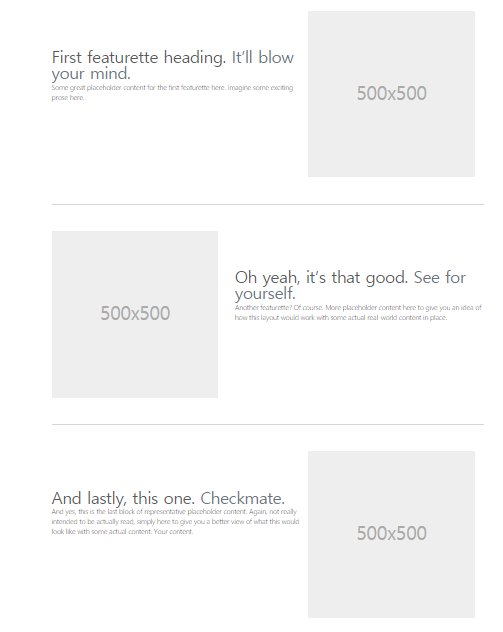 First featurette heading. It'll blow
your mind.
Some great placeholder content for the first featurette here. Imagine some exciting
prose here.
500x500
500x500
Oh yeah, it's that good. See for
yourself.
Another featurette? Of course. More placeholder content here to give you an idea of
how this layout would work with some actual real-world content in place.
And lastly, this one. Checkmate.
And yes, this is the last block of representative placeholder content. Again, not really
intended to be actually read, simply here to give you a better view of what this would
look like with some actual content. Your content.
500x500